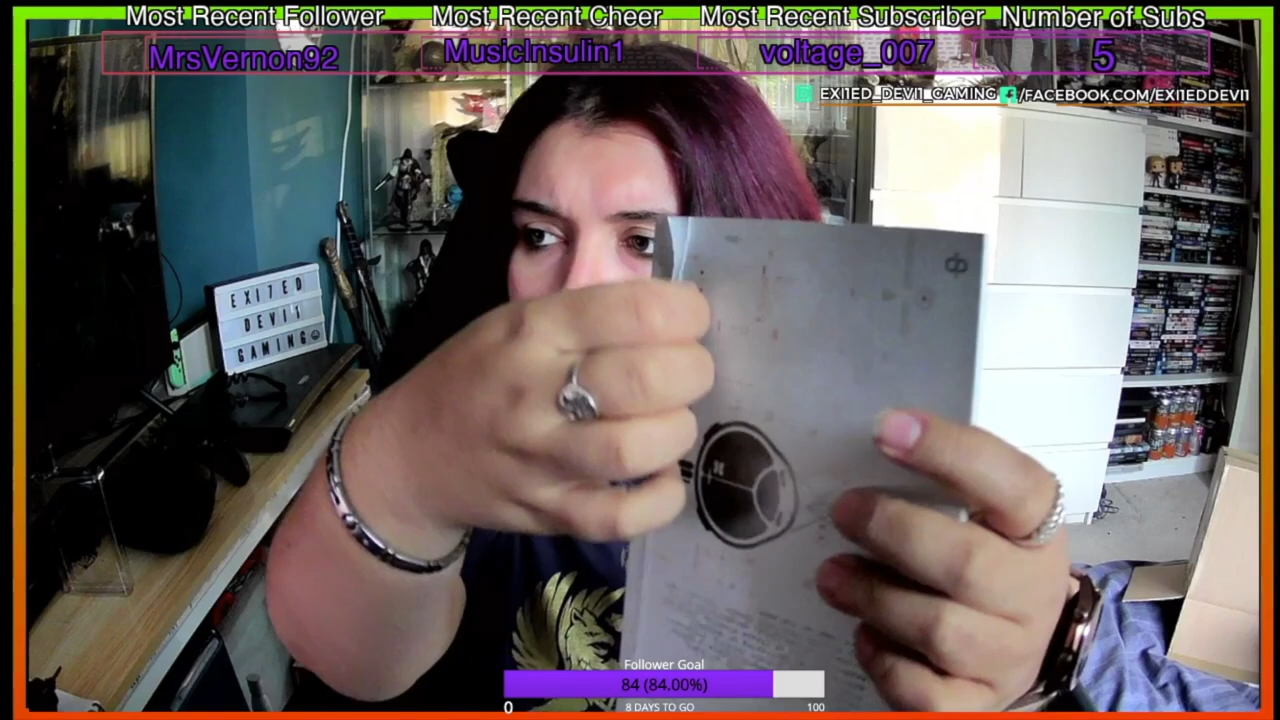 Most Recent Follower
Most Recent Cheer
Most Recent Subscriber
Number of Subs
MrsVernon92
MusicInsulin1
voltage_007
5
EXI1ED_DEVI1_GAMING
/FACEBOOK.COM/EXI1EDDEVI1
EXI7ED
DEVI1
GAMING
Follower Goal
84 (84.00%)
0
8 DAYS TO GO
100